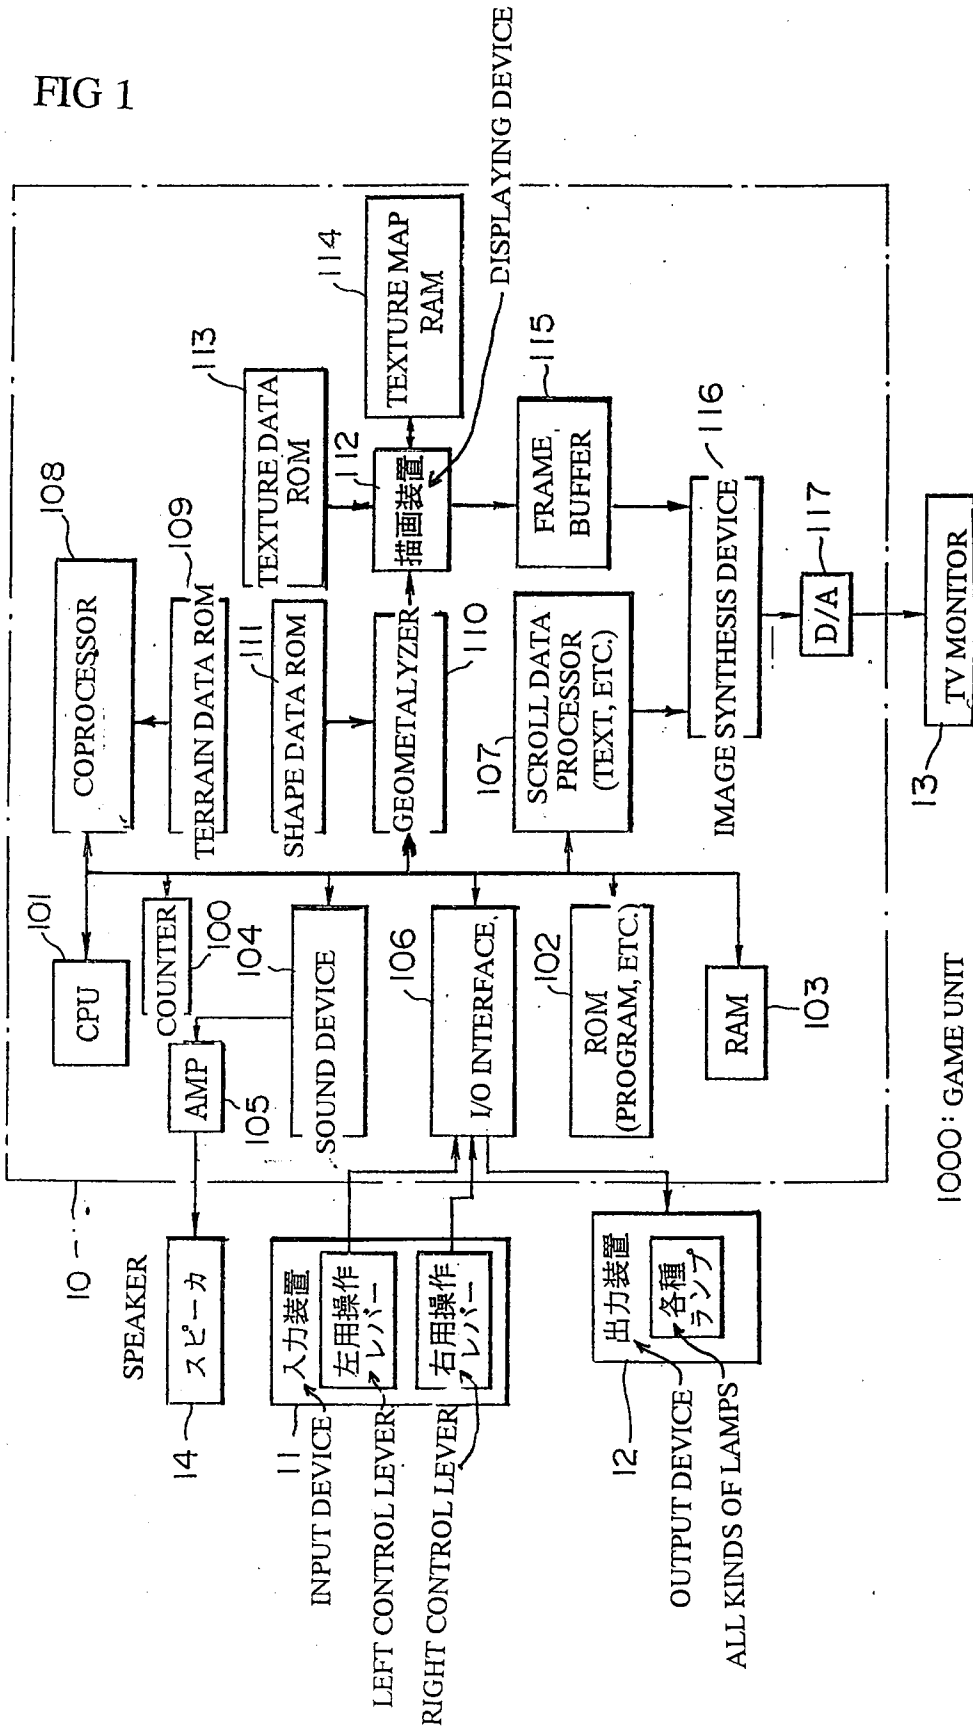 FIG 1
108
COPROCESSOR
109
TERRAIN DATA ROM
111
SHAPE DATA ROM
113
TEXTURE DATA
ROM
114
TEXTURE MAP
RAM
112
描画装置
DISPLAYING DEVICE
GEOMETALYZER
110
115
FRAME
BUFFER
107
SCROLL DATA
PROCESSOR
(TEXT, ETC.)
116
IMAGE SYNTHESIS DEVICE
117
D/A
13
TV MONITOR
101
CPU
COUNTER
100
104
SOUND DEVICE
AMP
105
106
I/O INTERFACE
102
ROM
(PROGRAM, ETC.)
RAM
103
10
SPEAKER
スピーカ
14
11
入力装置
左用操作
レバー
右用操作
レバー
INPUT DEVICE
LEFT CONTROL LEVER
RIGHT CONTROL LEVER
12
出力装置
各種
ランプ
OUTPUT DEVICE
ALL KINDS OF LAMPS
1000: GAME UNIT